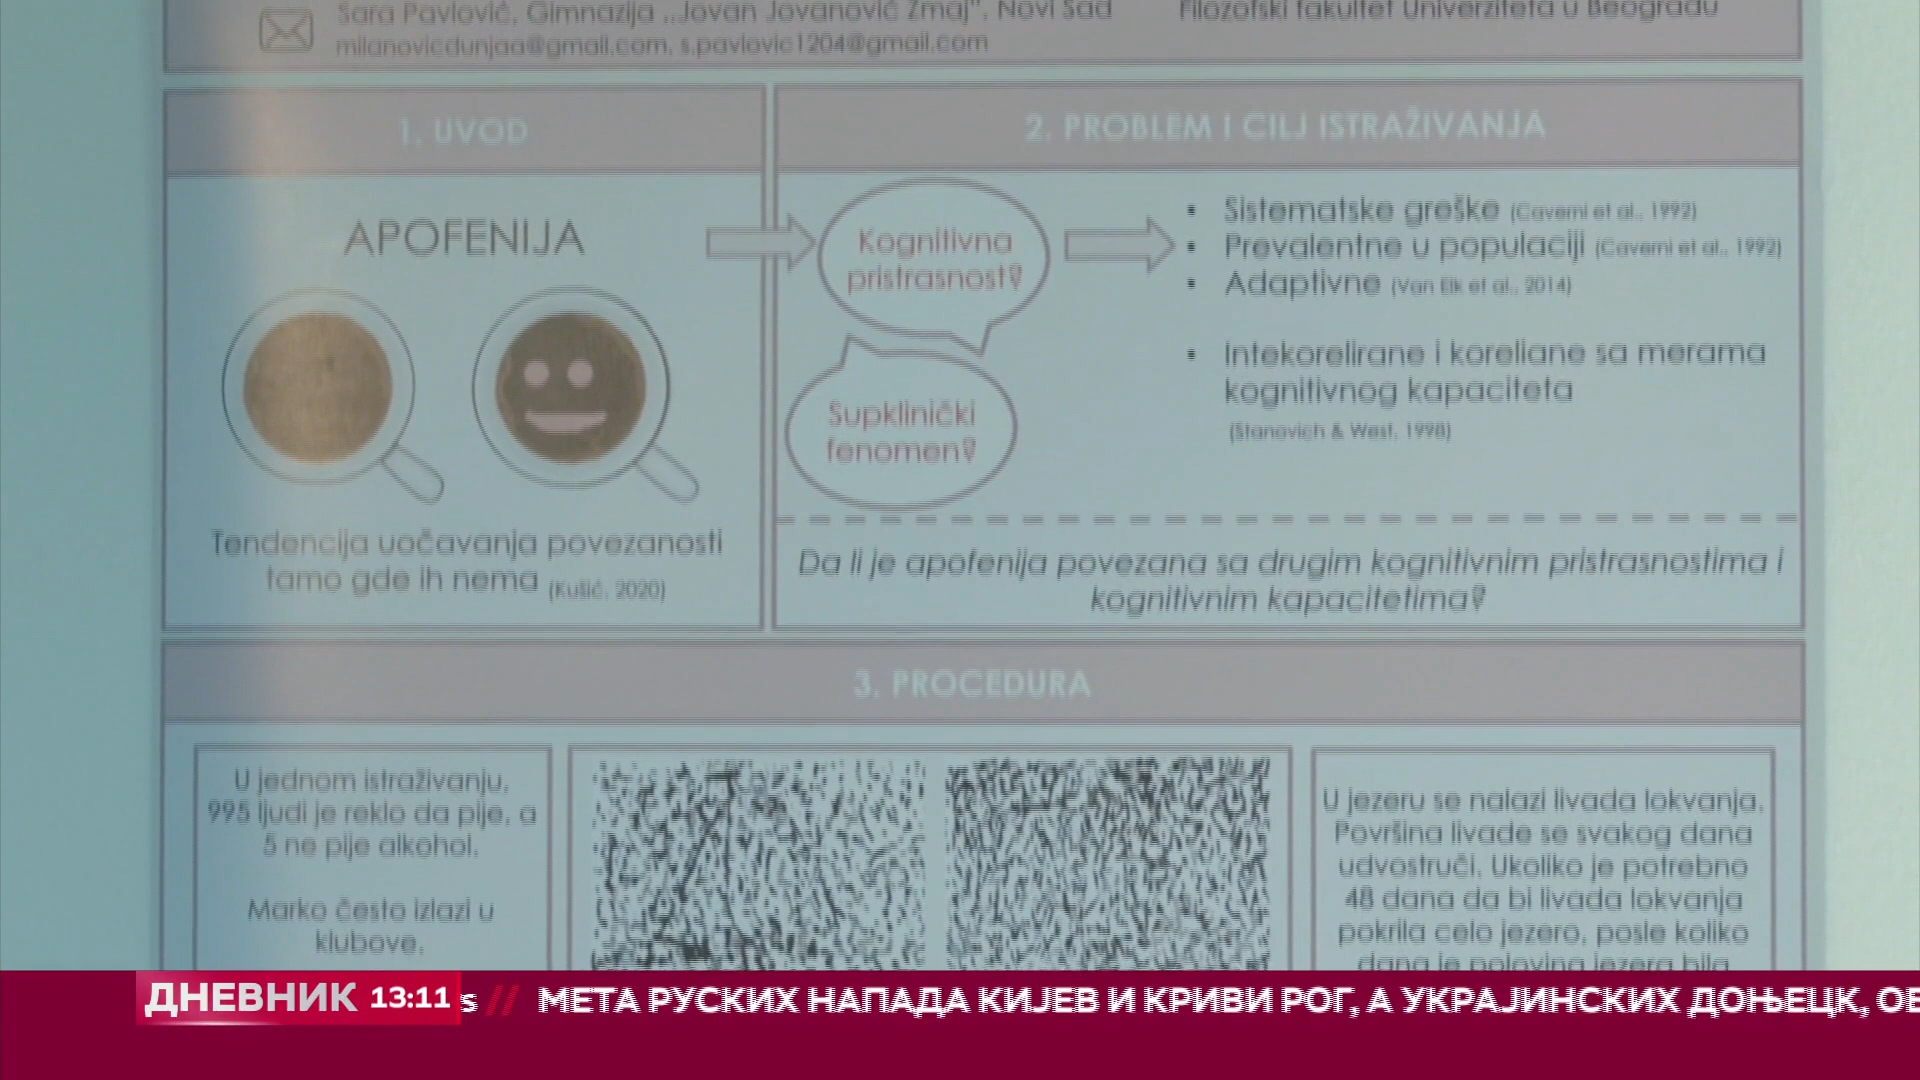 Sara Pavlović, Gimnazija „Jovan Jovanović Zmaj", Novi Sad
Filozofski fakultet Univerziteta u Beogradu
milanovicdunjaa@gmail.com, s.pavlovic1204@gmail.com
1. UVOD
APOFENIJA
Tendencija uočavanja povezanosti
tamo gde ih nema (Kušić, 2020)
2. PROBLEM I CILJ ISTRAŽIVANJA
Kognitivna
pristrasnost?
Supklinički
fenomen?
• Sistematske greške (Caverni et al., 1992)
• Prevalentne u populaciji (Caverni et al., 1992)
• Adaptivne (Van Elk et al., 2014)
• Intekorelirane i koreliane sa merama
kognitivnog kapaciteta
(Stanovich & West, 1998)
Da li je apofenija povezana sa drugim kognitivnim pristrasnostima i
kognitivnim kapacitetima?
3. PROCEDURA
U jednom istraživanju,
995 ljudi je reklo da pije, a
5 ne pije alkohol.
Marko često izlazi u
klubove.
U jezeru se nalazi livada lokvanja.
Površina livade se svakog dana
udvostruči. Ukoliko je potrebno
48 dana da bi livada lokvanja
pokrila celo jezero, posle koliko
dana je polovina jezera bila
ДНЕВНИК 13:11 s // МЕТА РУСКИХ НАПАДА КИЈЕВ И КРИВИ РОГ, А УКРАЈИНСКИХ ДОЊЕЦК, ОВ